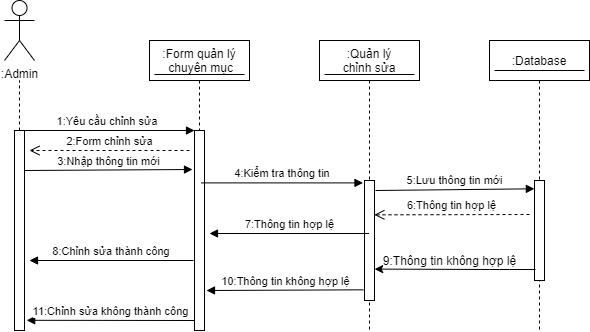 :Form quản lý
chuyên mục
:Quản lý
chỉnh sửa
:Database
:Admin
1:Yêu cầu chỉnh sửa
2:Form chỉnh sửa
3:Nhập thông tin mới
4:Kiểm tra thông tin
5:Lưu thông tin mới
6:Thông tin hợp lệ
7:Thông tin hợp lệ
8:Chỉnh sửa thành công
9:Thông tin không hợp lệ
10:Thông tin không hợp lệ
11:Chỉnh sửa không thành công